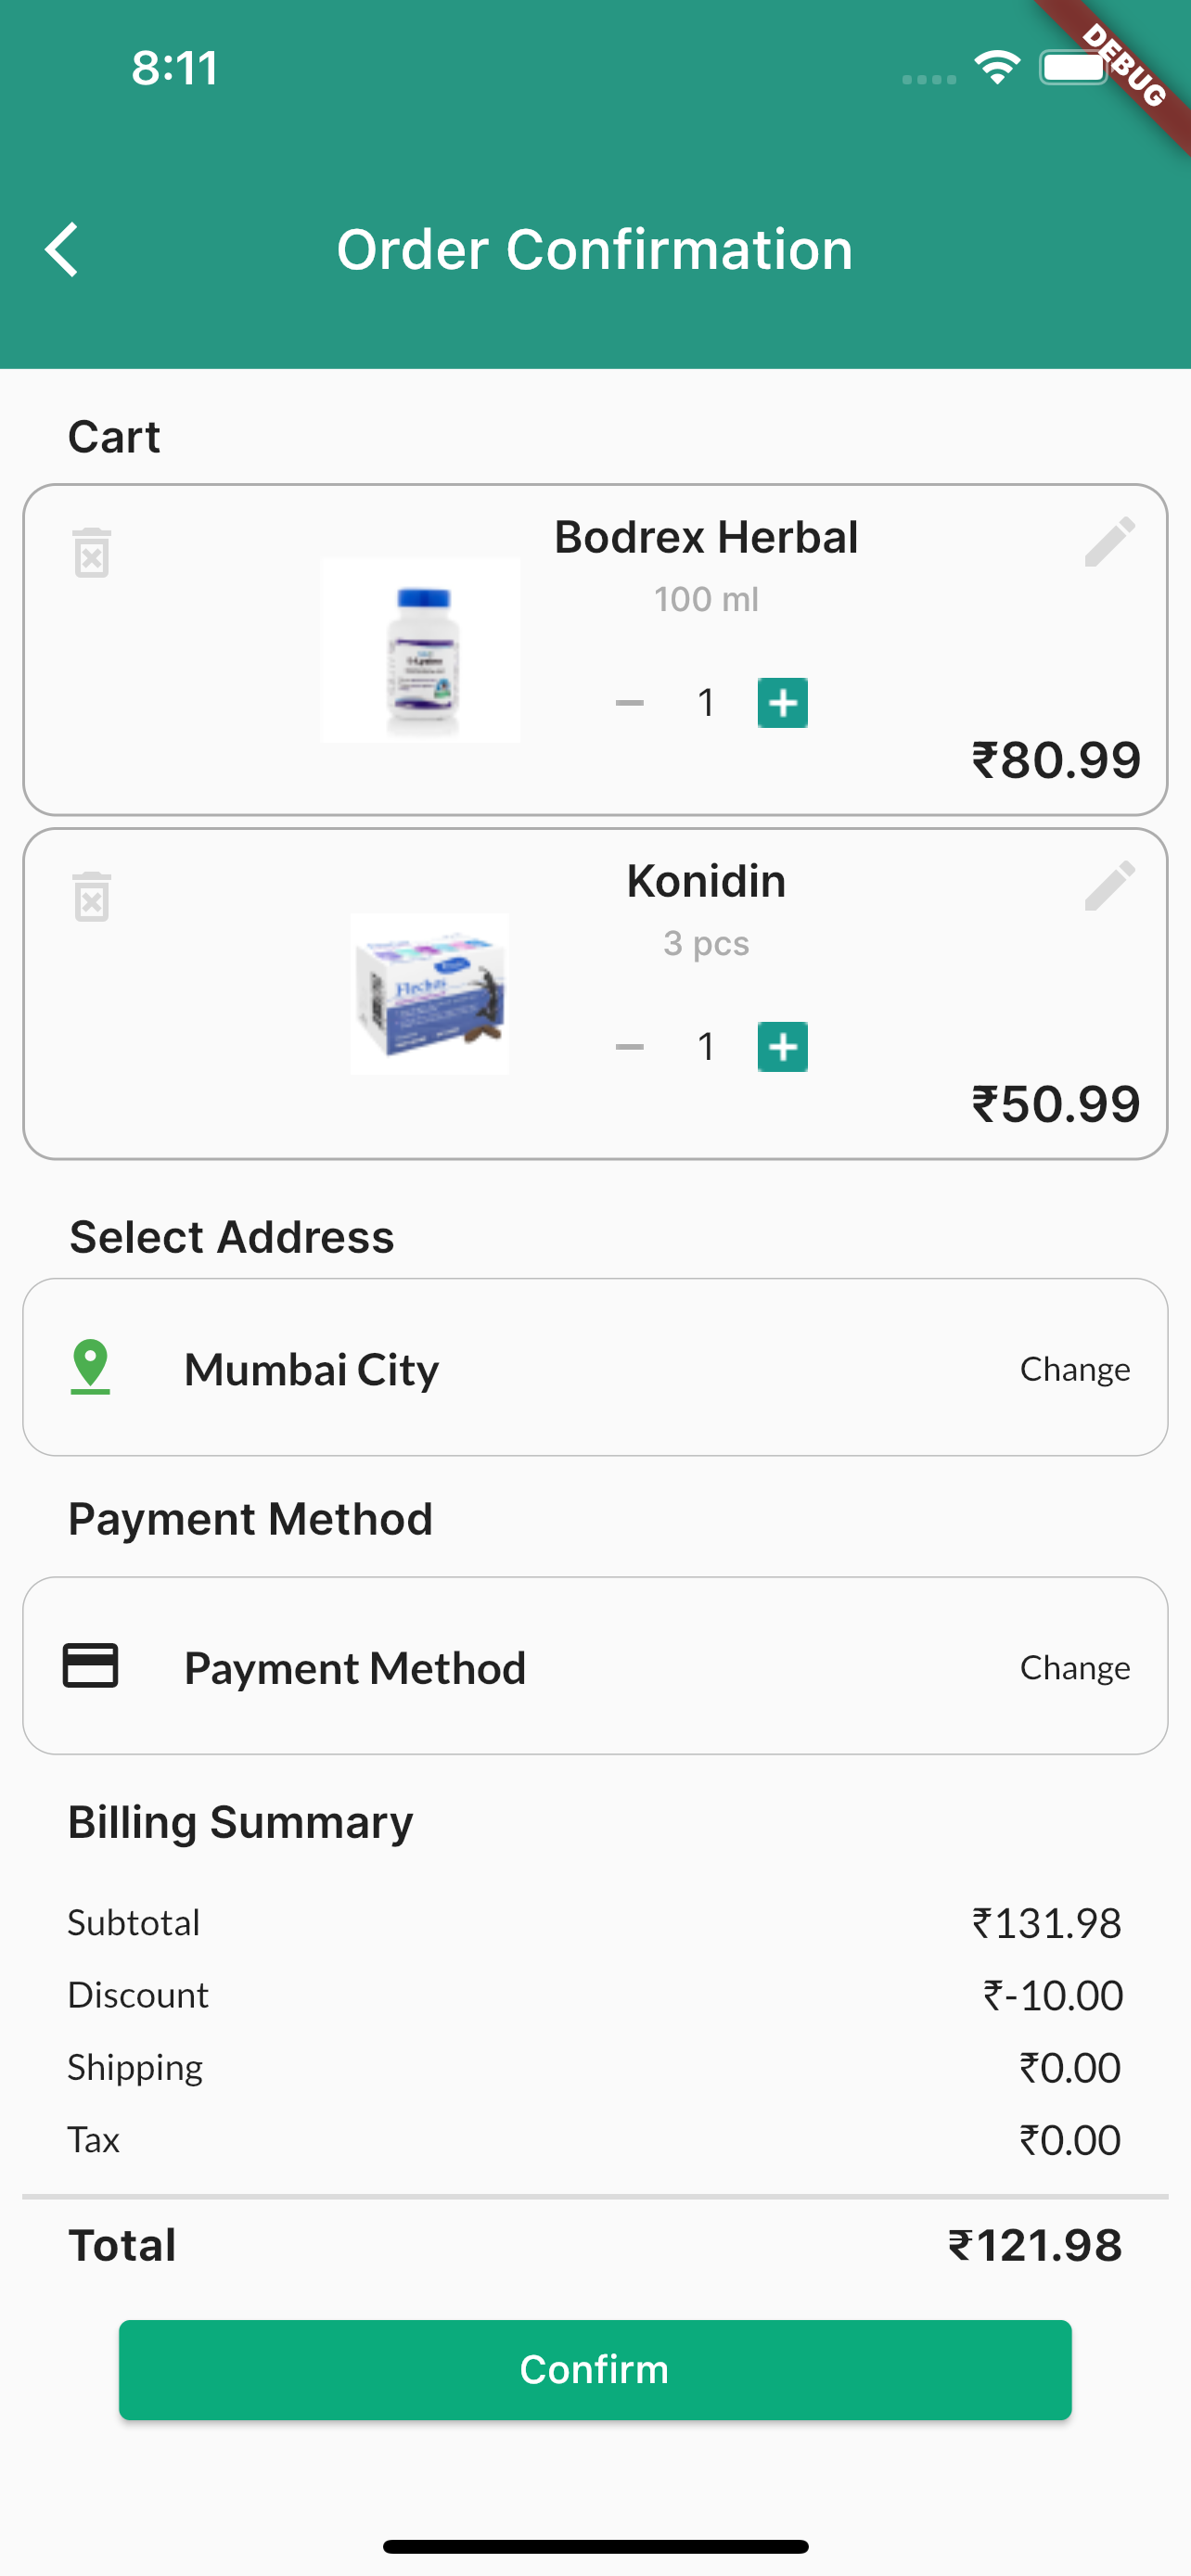 8:11
DEBUG
Order Confirmation
Cart
Bodrex Herbal
100 ml
1
₹80.99
Konidin
3 pcs
1
₹50.99
Select Address
Mumbai City
Change
Payment Method
Payment Method
Change
Billing Summary
Subtotal ₹131.98
Discount ₹-10.00
Shipping ₹0.00
Tax ₹0.00
Total ₹121.98
Confirm